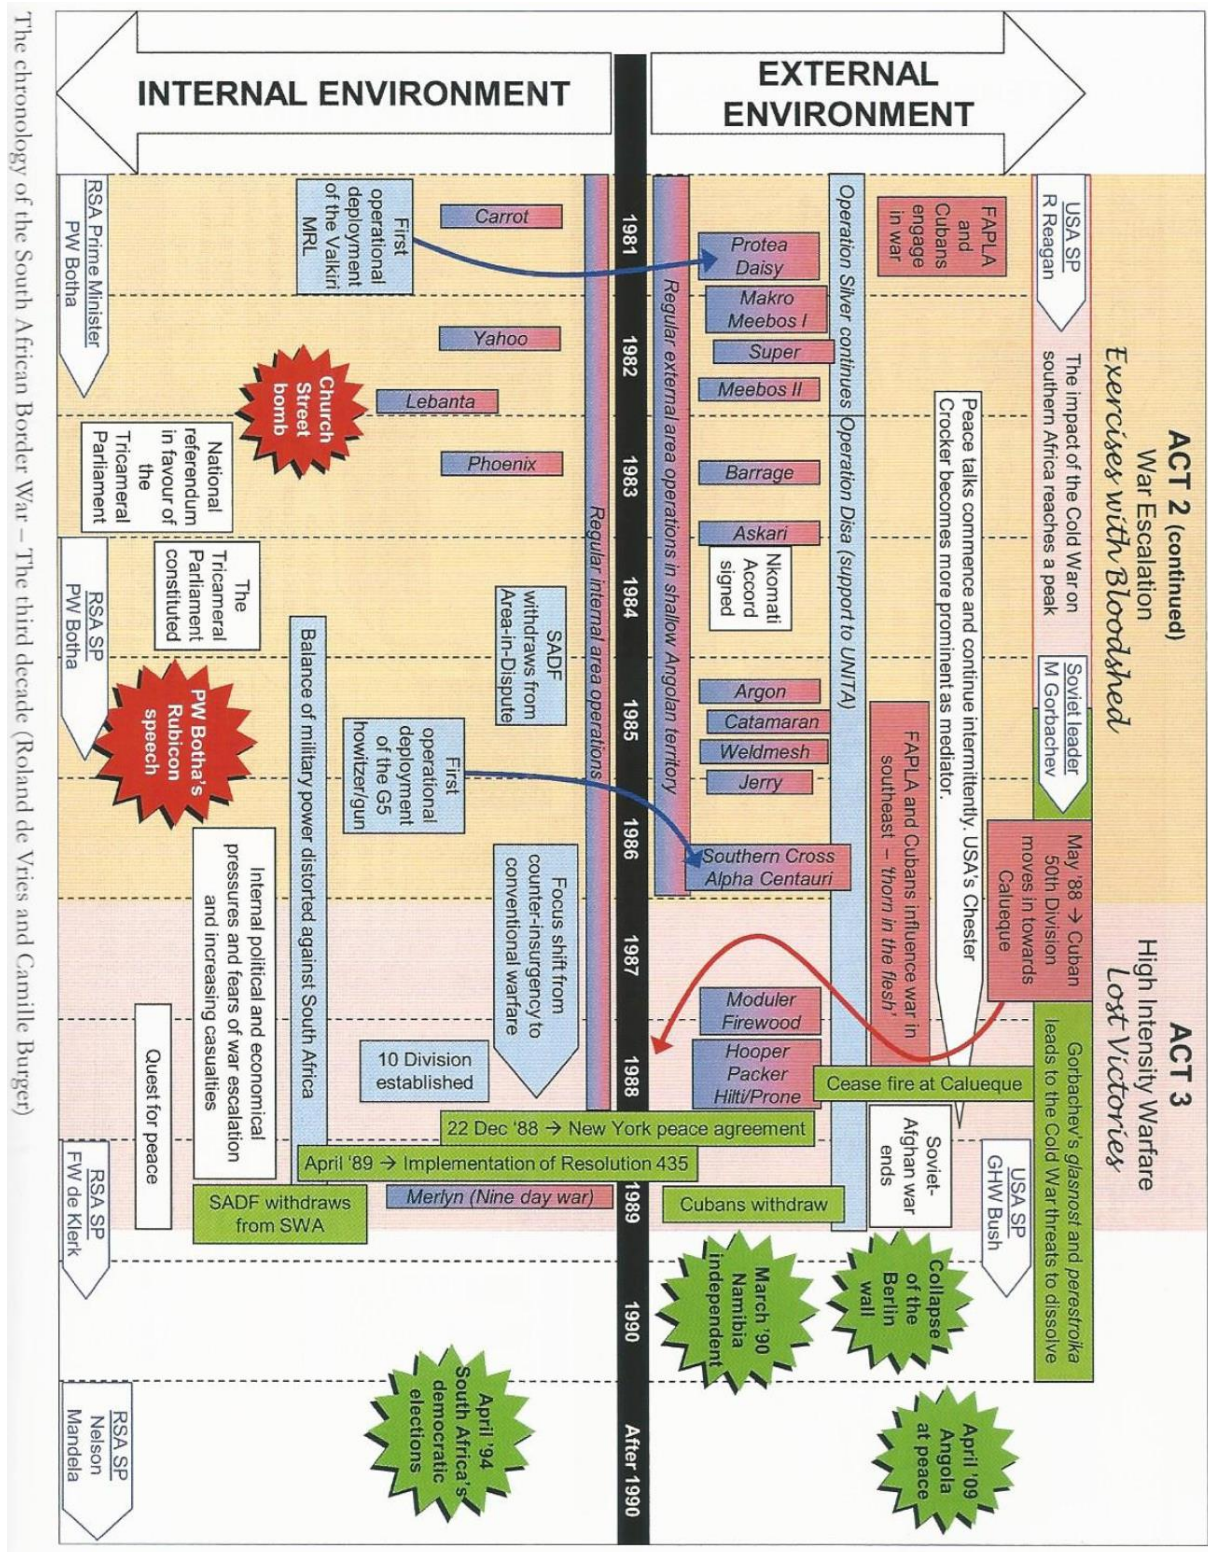 EXTERNAL
ENVIRONMENT
INTERNAL ENVIRONMENT
ACT 2 (continued)
War Escalation
Exercises with Bloodshed
ACT 3
High Intensity Warfare
Lost Victories
USA SP
R Reagan
The impact of the Cold War on
southern Africa reaches a peak
Soviet leader
M Gorbachev
May '88 → Cuban
50th Division
moves in towards
Calueque
Gorbachev's glasnost and perestroika
leads to the Cold War threats to dissolve
USA SP
GHW Bush
FAPLA
and
Cubans
engage
in war
Peace talks commence and continue intermittently. USA's Chester
Crocker becomes more prominent as mediator.
FAPLA and Cubans influence war in
southeast – 'thorn in the flesh'
Soviet-
Afghan war
ends
Collapse
of the
Berlin
wall
April '09
Angola
at peace
Operation Silver continues
Operation Disa (support to UNITA)
Cease fire at Calueque
Protea
Daisy
Makro
Meebos I
Super
Meebos II
Barrage
Askari
Nkomati
Accord
signed
Argon
Catamaran
Weldmesh
Jerry
Southern Cross
Alpha Centauri
Moduler
Firewood
Hooper
Packer
Hilti/Prone
Cubans withdraw
March '90
Namibia
independent
Regular external area operations in shallow Angolan territory
1981
1982
1983
1984
1985
1986
1987
1988
1989
1990
After 1990
Regular internal area operations
22 Dec '88 → New York peace agreement
April '89 → Implementation of Resolution 435
Merlyn (Nine day war)
Carrot
Yahoo
Lebanta
Phoenix
SADF
withdraws from
Area-in-Dispute
Focus shift from
counter-insurgency to
conventional warfare
10 Division
established
First
operational
deployment
of the Valkiri
MRL
First
operational
deployment
of the G5
howitzer/gun
April '94
South Africa's
democratic
elections
Church
Street
bomb
Balance of military power distorted against South Africa
SADF withdraws
from SWA
National
referendum
in favour of
the
Tricameral
Parliament
The
Tricameral
Parliament
constituted
PW Botha's
Rubicon
speech
Internal political and economical
pressures and fears of war escalation
and increasing casualties
Quest for peace
RSA Prime Minister
PW Botha
RSA SP
PW Botha
RSA SP
FW de Klerk
RSA SP
Nelson
Mandela
The chronology of the South African Border War – The third decade (Roland de Vries and Camille Burger)